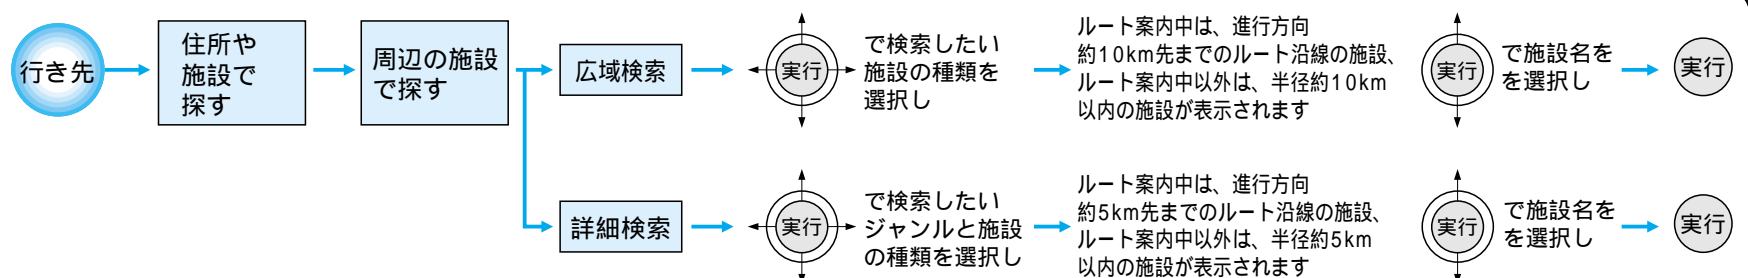 行き先
住所や
施設で
探す
周辺の施設
で探す
広域検索
実行
で検索したい
施設の種類を
選択し
ルート案内中は、進行方向
約10km先までのルート沿線の施設、
ルート案内中以外は、半径約10km
以内の施設が表示されます
実行
で施設名を
を選択し
実行
詳細検索
実行
で検索したい
ジャンルと施設
の種類を選択し
ルート案内中は、進行方向
約5km先までのルート沿線の施設、
ルート案内中以外は、半径約5km
以内の施設が表示されます
実行
で施設名を
を選択し
実行